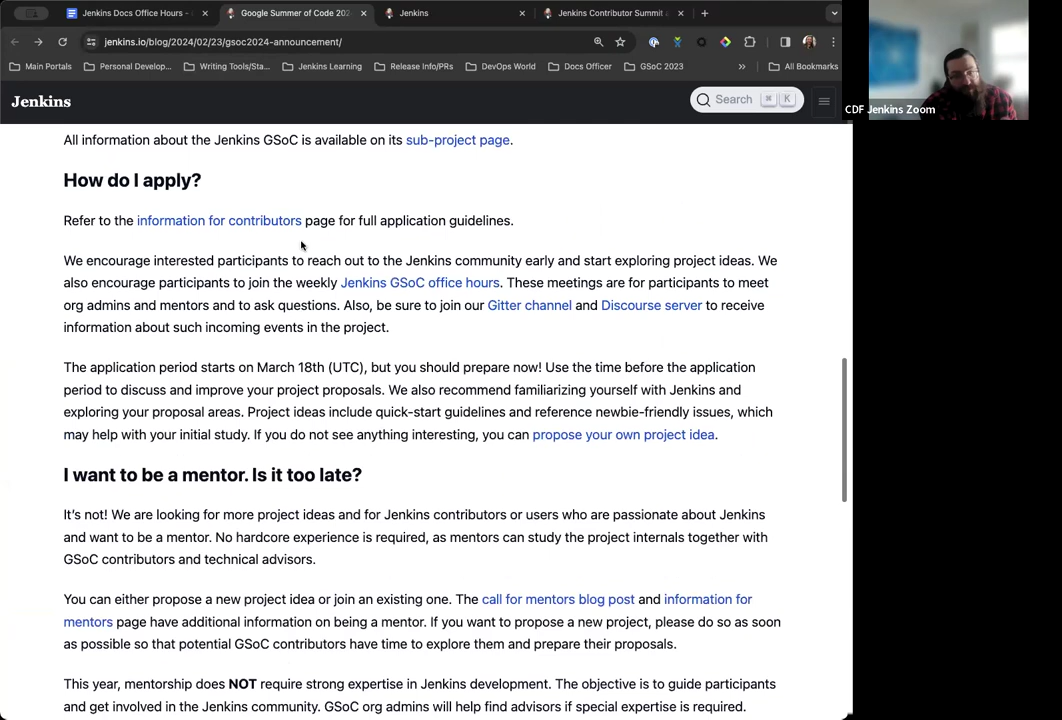 Jenkins Docs Office Hours -
Google Summer of Code 202
Jenkins
Jenkins Contributor Summit
jenkins.io/blog/2024/02/23/gsoc2024-announcement/
Main Portals
Personal Develop...
Writing Tools/Sta...
Jenkins Learning
Release Info/PRs
DevOps World
Docs Officer
GSoC 2023
»
All Bookmarks
Jenkins
Search ⌘ K
CDF Jenkins Zoom
All information about the Jenkins GSoC is available on its sub-project page.
How do I apply?
Refer to the information for contributors page for full application guidelines.
We encourage interested participants to reach out to the Jenkins community early and start exploring project ideas. We
also encourage participants to join the weekly Jenkins GSoC office hours. These meetings are for participants to meet
org admins and mentors and to ask questions. Also, be sure to join our Gitter channel and Discourse server to receive
information about such incoming events in the project.
The application period starts on March 18th (UTC), but you should prepare now! Use the time before the application
period to discuss and improve your project proposals. We also recommend familiarizing yourself with Jenkins and
exploring your proposal areas. Project ideas include quick-start guidelines and reference newbie-friendly issues, which
may help with your initial study. If you do not see anything interesting, you can propose your own project idea.
I want to be a mentor. Is it too late?
It's not! We are looking for more project ideas and for Jenkins contributors or users who are passionate about Jenkins
and want to be a mentor. No hardcore experience is required, as mentors can study the project internals together with
GSoC contributors and technical advisors.
You can either propose a new project idea or join an existing one. The call for mentors blog post and information for
mentors page have additional information on being a mentor. If you want to propose a new project, please do so as soon
as possible so that potential GSoC contributors have time to explore them and prepare their proposals.
This year, mentorship does NOT require strong expertise in Jenkins development. The objective is to guide participants
and get involved in the Jenkins community. GSoC org admins will help find advisors if special expertise is required.